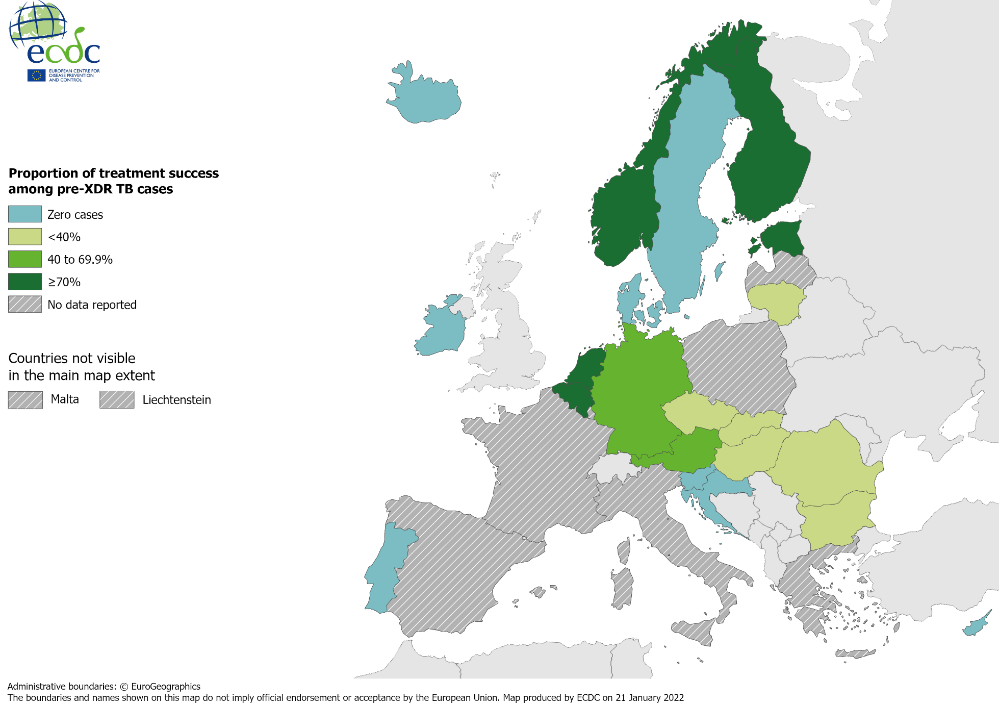 ecdc
EUROPEAN CENTRE FOR
DISEASE PREVENTION
AND CONTROL
Proportion of treatment success
among pre-XDR TB cases
Zero cases
<40%
40 to 69.9%
≥70%
No data reported
Countries not visible
in the main map extent
Malta
Liechtenstein
Administrative boundaries: © EuroGeographics
The boundaries and names shown on this map do not imply official endorsement or acceptance by the European Union. Map produced by ECDC on 21 January 2022